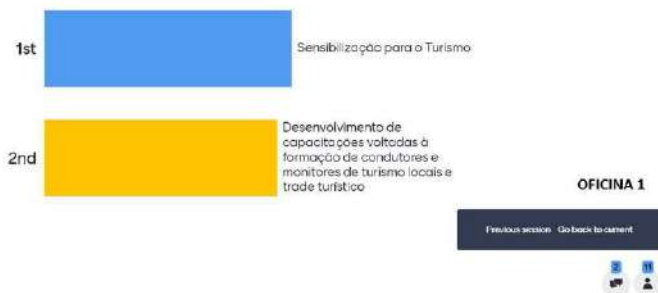 1st
Sensibilização para o Turismo
2nd
Desenvolvimento de
capacitações voltadas à
formação de condutores e
monitores de turismo locais e
trade turístico
OFICINA 1
Previous session Go back to current
2 11